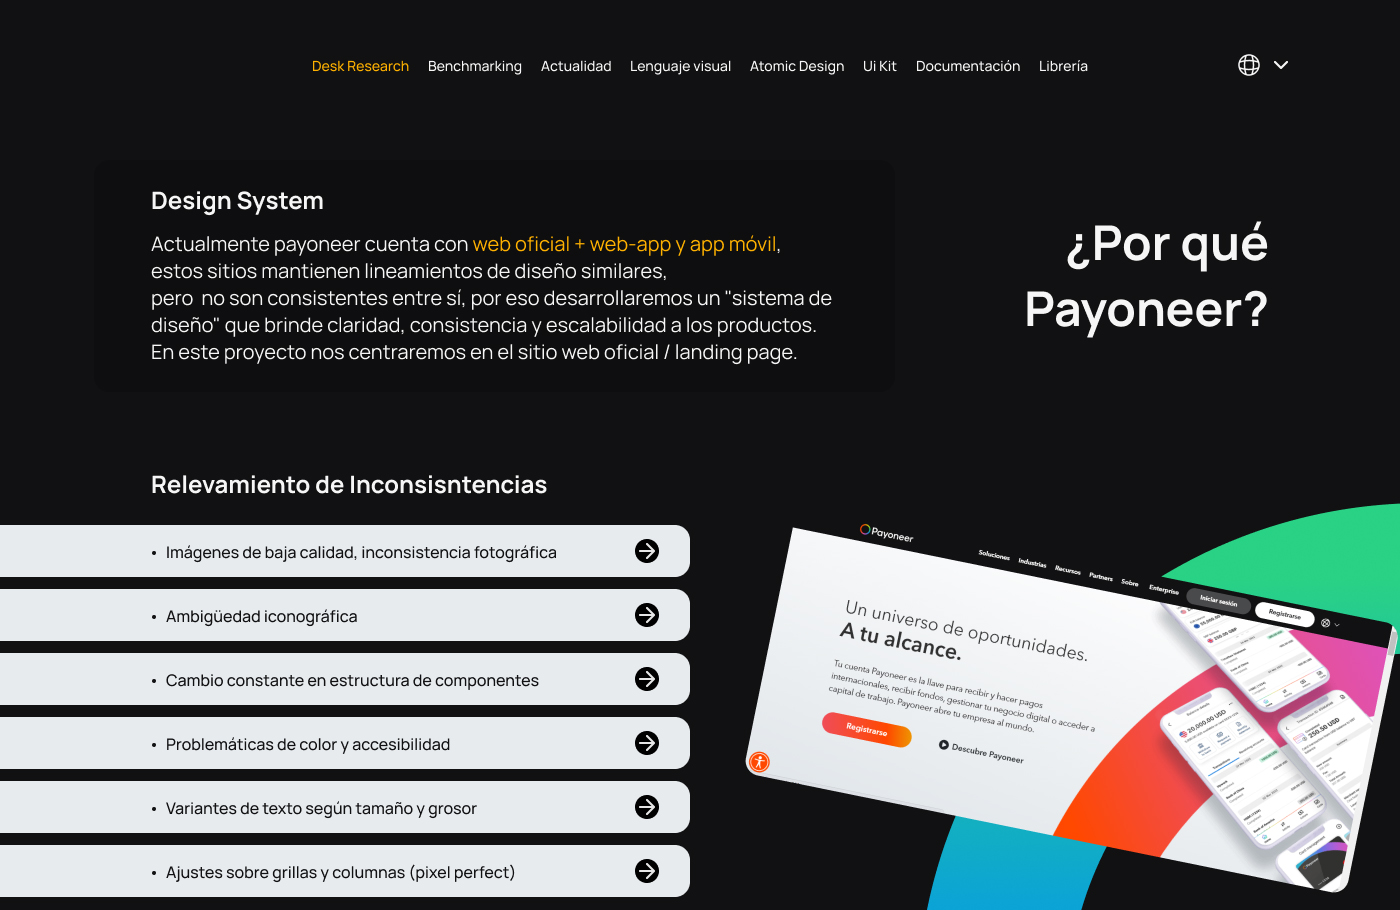 Desk Research Benchmarking Actualidad Lenguaje visual Atomic Design Ui Kit Documentación Librería
Design System
Actualmente payoneer cuenta con web oficial + web-app y app móvil,
estos sitios mantienen lineamientos de diseño similares,
pero no son consistentes entre sí, por eso desarrollaremos un "sistema de
diseño" que brinde claridad, consistencia y escalabilidad a los productos.
En este proyecto nos centraremos en el sitio web oficial / landing page.
¿Por qué
Payoneer?
Relevamiento de Inconsisntencias
• Imágenes de baja calidad, inconsistencia fotográfica
• Ambigüedad iconográfica
• Cambio constante en estructura de componentes
• Problemáticas de color y accesibilidad
• Variantes de texto según tamaño y grosor
• Ajustes sobre grillas y columnas (pixel perfect)
Payoneer
Soluciones Industrias Recursos Partners Sobre Enterprise Iniciar sesión Registrarse
Un universo de oportunidades.
A tu alcance.
Tu cuenta Payoneer es la llave para recibir y hacer pagos
internacionales, recibir fondos, gestionar tu negocio digital o acceder a
capital de trabajo. Payoneer abre tu empresa al mundo.
Registrarse
Descubre Payoneer
20,000.00 USD
250.50 USD